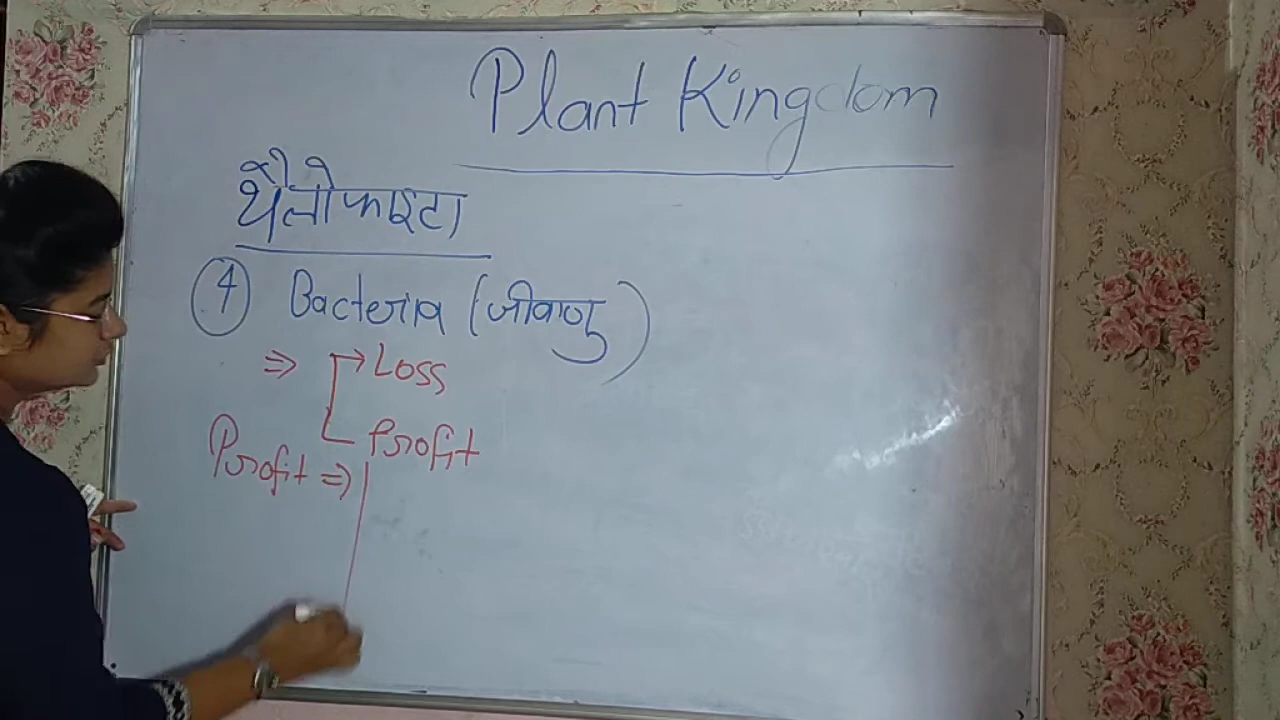 Plant Kingdom
थैलोफाइटा
4 Bacteria (जीवाणु)
⇒ → Loss
Profit
Profit ⇒